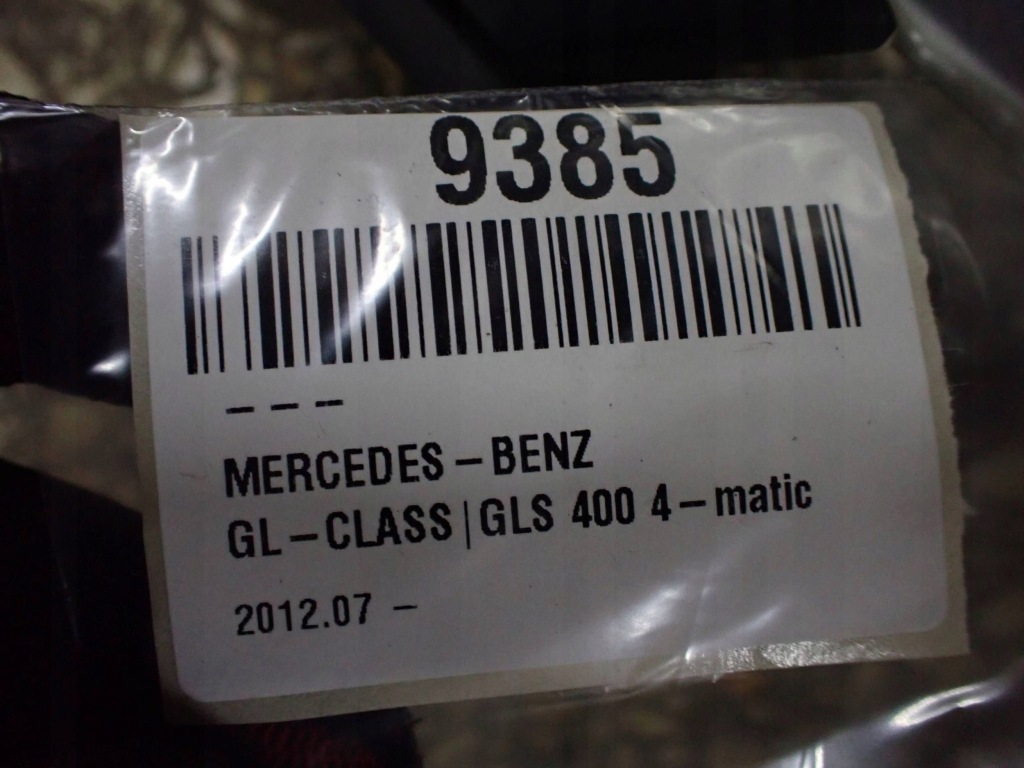 9385
---
MERCEDES-BENZ
GL-CLASS|GLS 400 4-matic
2012.07 -